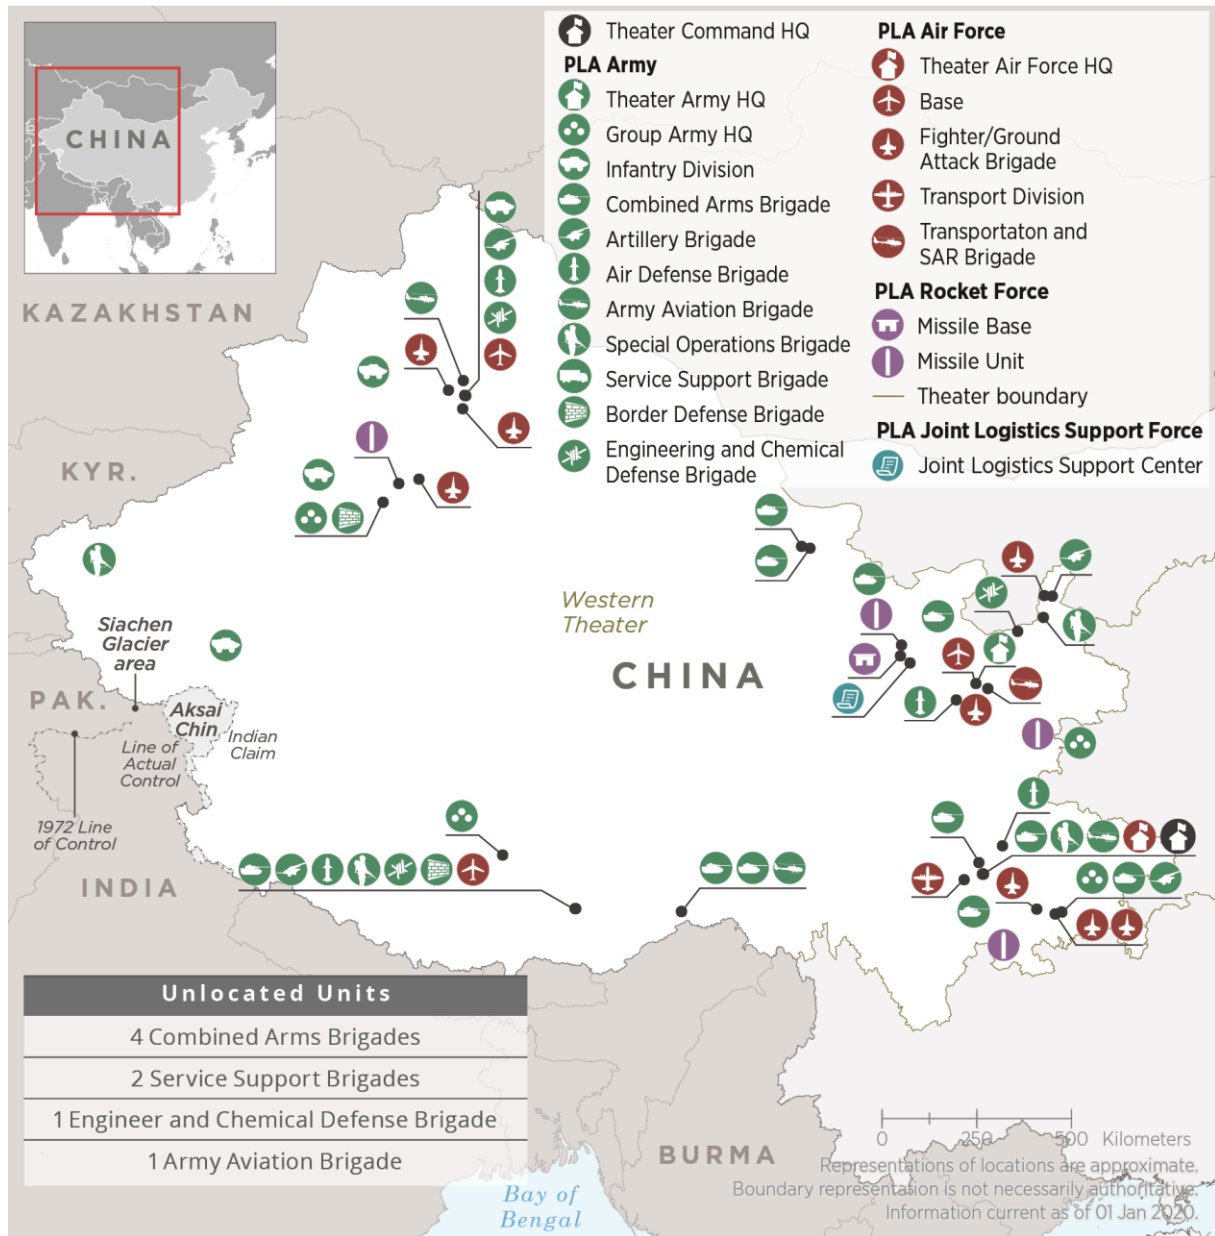 CHINA
Theater Command HQ
PLA Army
Theater Army HQ
Group Army HQ
Infantry Division
Combined Arms Brigade
Artillery Brigade
Air Defense Brigade
Army Aviation Brigade
Special Operations Brigade
Service Support Brigade
Border Defense Brigade
Engineering and Chemical
Defense Brigade
PLA Air Force
Theater Air Force HQ
Base
Fighter/Ground
Attack Brigade
Transport Division
Transportaton and
SAR Brigade
PLA Rocket Force
Missile Base
Missile Unit
Theater boundary
PLA Joint Logistics Support Force
Joint Logistics Support Center
KAZAKHSTAN
KYR.
Western
Theater
CHINA
Siachen
Glacier
area
PAK.
Aksai
Chin
Indian
Claim
Line of
Actual
Control
1972 Line
of Control
INDIA
Unlocated Units
4 Combined Arms Brigades
2 Service Support Brigades
1 Engineer and Chemical Defense Brigade
1 Army Aviation Brigade
BURMA
Bay of
Bengal
0 250 500 Kilometers
Representations of locations are approximate.
Boundary representation is not necessarily authoritative.
Information current as of 01 Jan 2020.